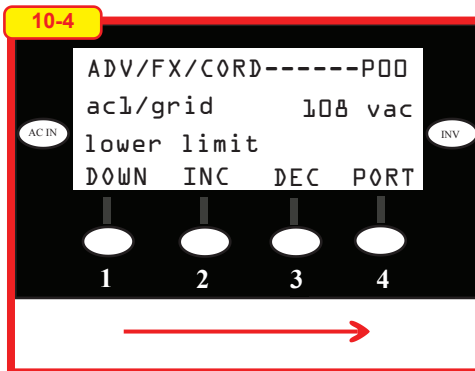 10-4
ADV/FX/CORD------P00
ac1/grid 108 vac
lower limit
DOWN INC DEC PORT
AC IN
INV
1 2 3 4